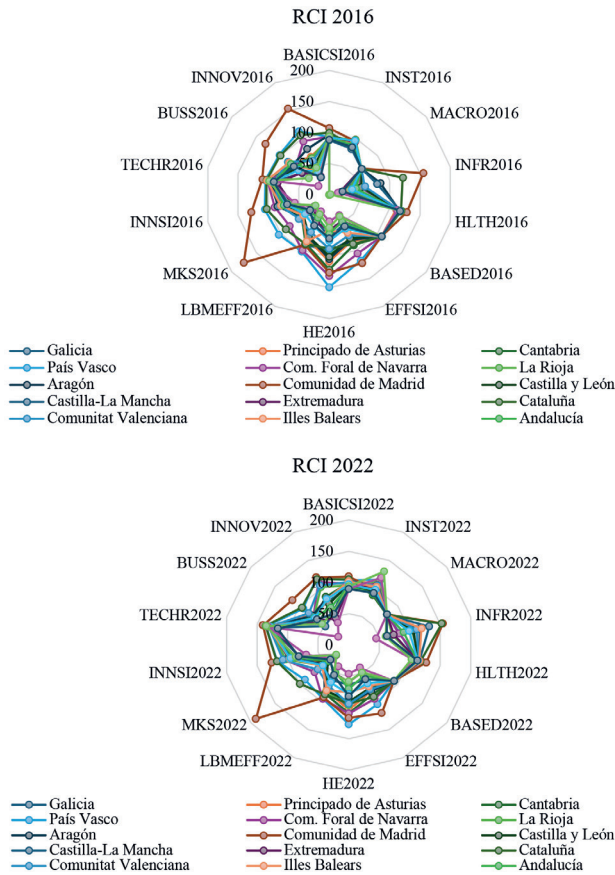 RCI 2016
BASICSI2016
INST2016
MACRO2016
INFR2016
HLTH2016
BASED2016
EFFSI2016
HE2016
LBMEFF2016
MKS2016
INNSI2016
TECHR2016
BUSS2016
INNOV2016
200
150
100
50
0
Galicia Principado de Asturias Cantabria
País Vasco Com. Foral de Navarra La Rioja
Aragón Comunidad de Madrid Castilla y León
Castilla-La Mancha Extremadura Cataluña
Comunitat Valenciana Illes Balears Andalucía
RCI 2022
BASICSI2022
INST2022
MACRO2022
INFR2022
HLTH2022
BASED2022
EFFSI2022
HE2022
LBMEFF2022
MKS2022
INNSI2022
TECHR2022
BUSS2022
INNOV2022
200
150
100
50
0
Galicia Principado de Asturias Cantabria
País Vasco Com. Foral de Navarra La Rioja
Aragón Comunidad de Madrid Castilla y León
Castilla-La Mancha Extremadura Cataluña
Comunitat Valenciana Illes Balears Andalucía